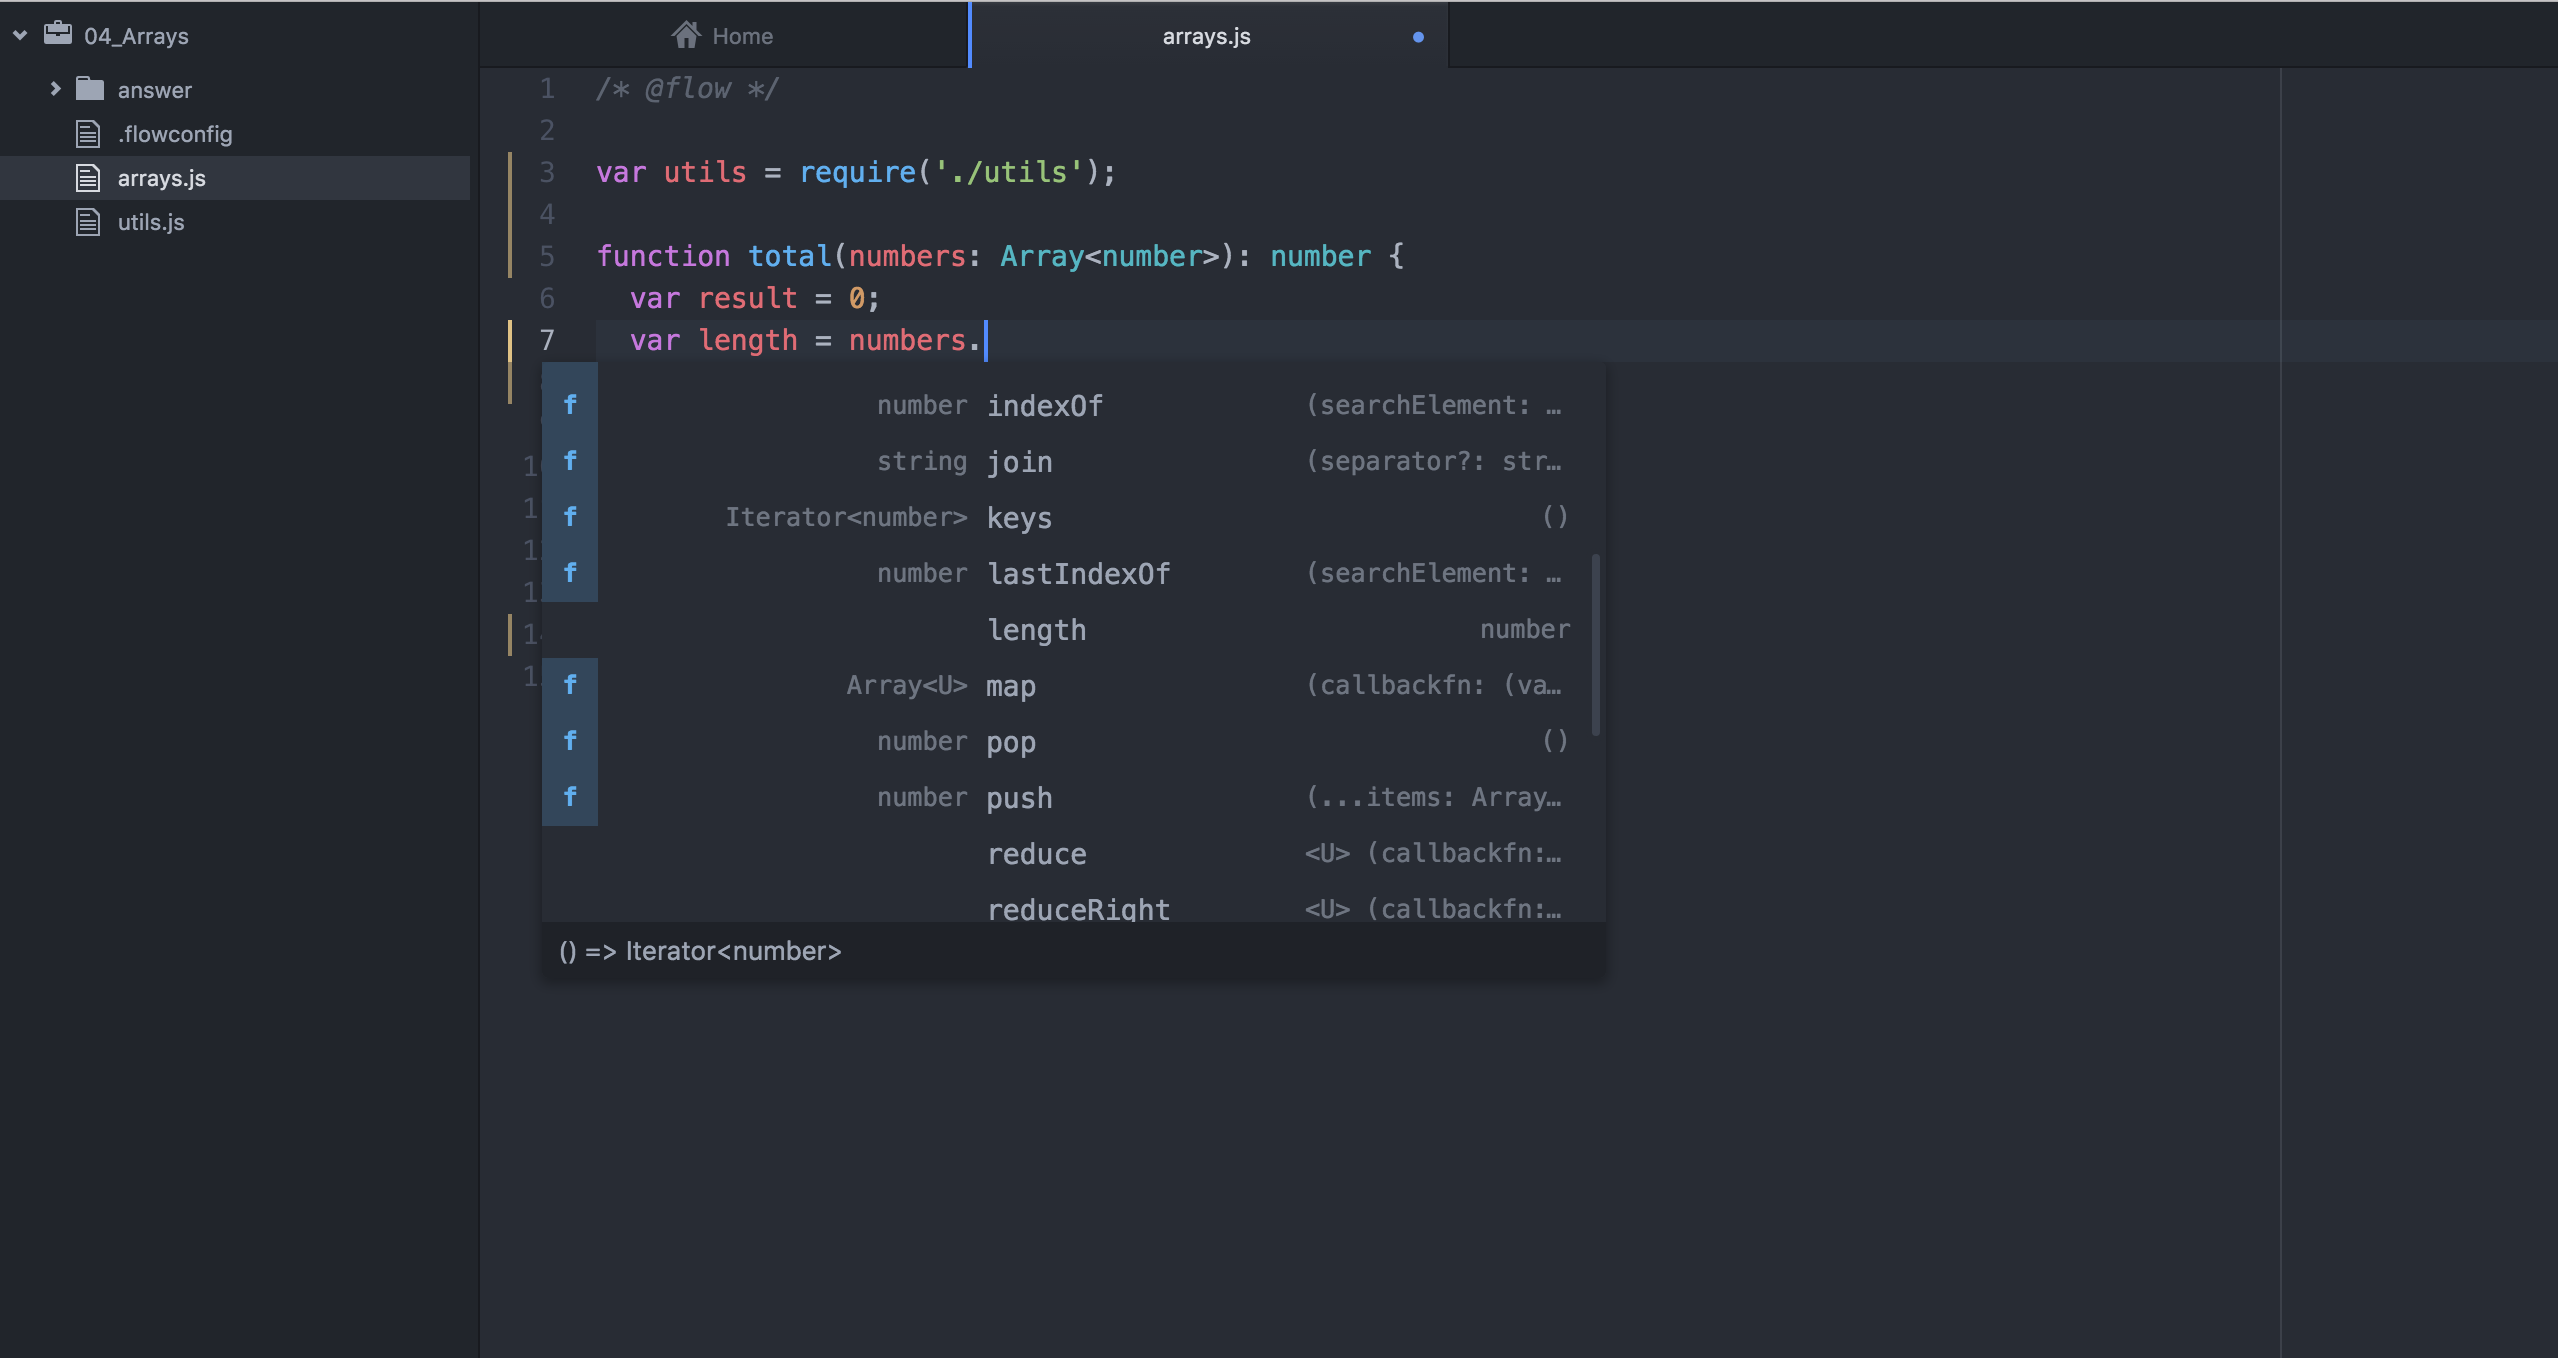 04_Arrays
answer
.flowconfig
arrays.js
utils.js
Home
arrays.js
1 /* @flow */
2
3 var utils = require('./utils');
4
5 function total(numbers: Array<number>): number {
6 var result = 0;
7 var length = numbers.
f number indexOf (searchElement: …
f string join (separator?: str…
f Iterator<number> keys ()
f number lastIndexOf (searchElement: …
length number
f Array<U> map (callbackfn: (va…
f number pop ()
f number push (...items: Array…
reduce <U> (callbackfn:…
reduceRight <U> (callbackfn:…
() => Iterator<number>